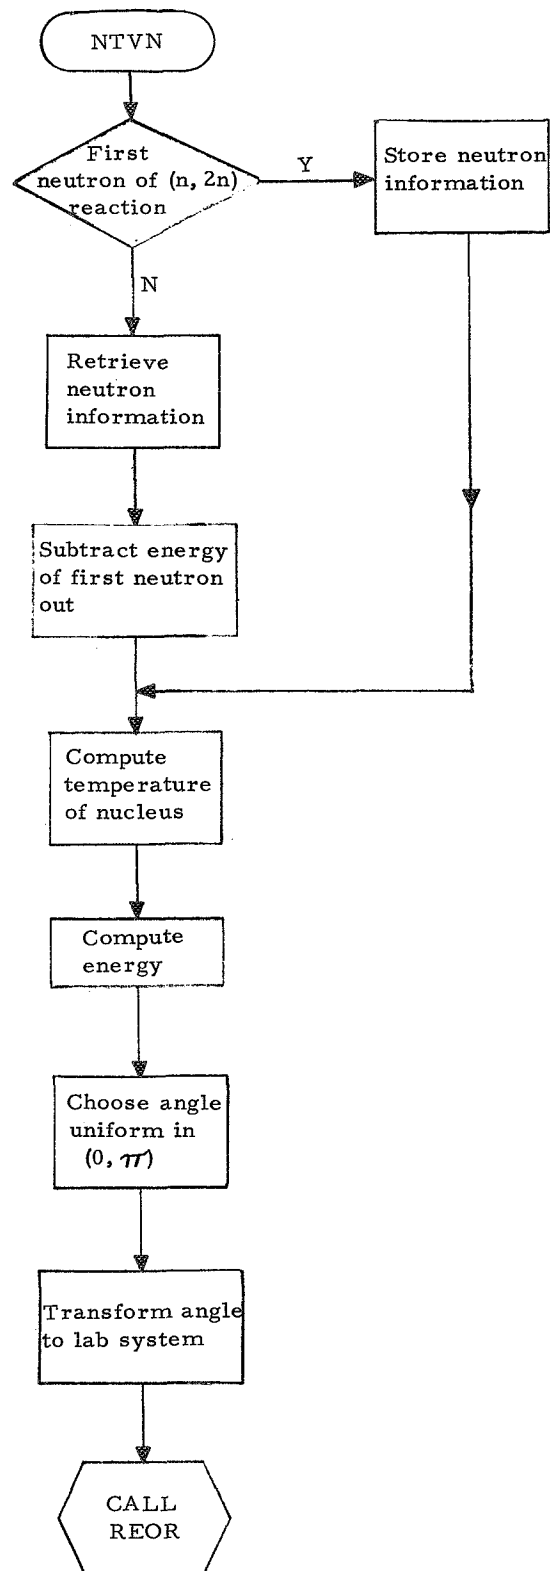 NTVN
First
neutron of (n, 2n)
reaction
Y
Store neutron
information
N
Retrieve
neutron
information
Subtract energy
of first neutron
out
Compute
temperature
of nucleus
Compute
energy
Choose angle
uniform in
(0, π)
Transform angle
to lab system
CALL
REOR